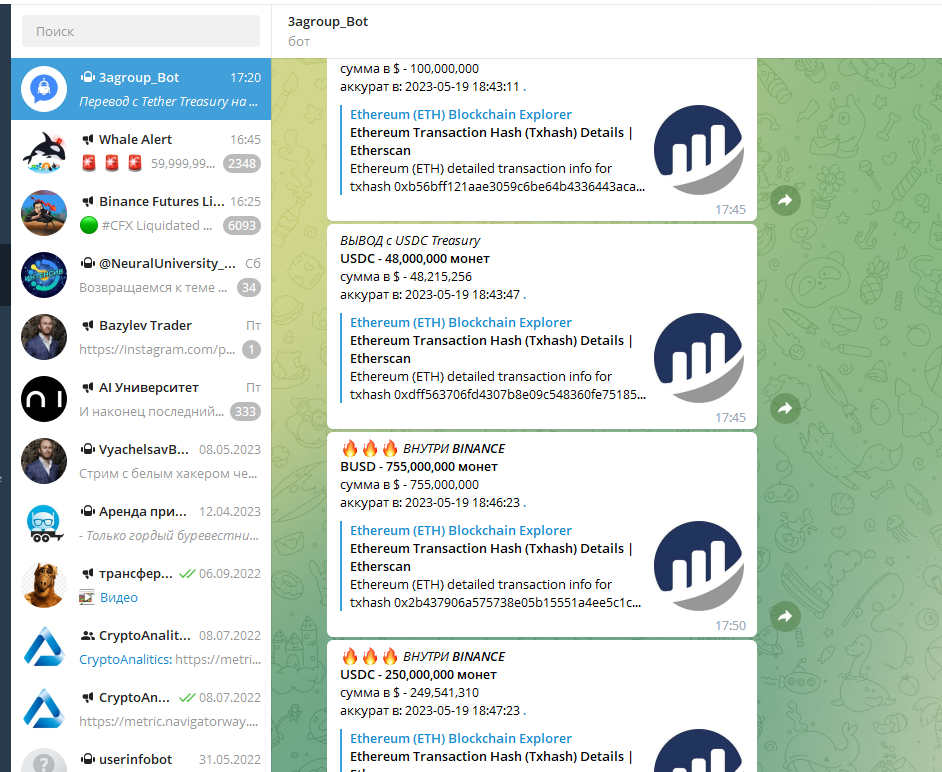 Поиск
3agroup_Bot
17:20
Перевод с Tether Treasury на ...
Whale Alert
16:45
59,999,99...
2348
Binance Futures Li...
16:25
#CFX Liquidated ...
6093
@NeuralUniversity_...
Сб
ИНТЕНСИВ
Возвращаемся к теме ...
34
Bazylev Trader
Пт
https://instagram.com/p...
1
AI Университет
Пт
И наконец последний...
333
VyachelsavB...
08.05.2023
Стрим с белым хакером че...
Аренда при...
12.04.2023
- Только гордый буревестни...
трансфер...
06.09.2022
Видео
CryptoAnalit...
08.07.2022
CryptoAnalitics: https://metri...
CryptoAn...
08.07.2022
https://metric.navigatorway....
userinfobot
31.05.2022
3agroup_Bot
бот
сумма в $ - 100,000,000
аккурат в: 2023-05-19 18:43:11 .
Ethereum (ETH) Blockchain Explorer
Ethereum Transaction Hash (Txhash) Details |
Etherscan
Ethereum (ETH) detailed transaction info for
txhash 0xb56bff121aae3059c6be64b4336443aca...
17:45
ВЫВОД с USDC Treasury
USDC - 48,000,000 монет
сумма в $ - 48,215,256
аккурат в: 2023-05-19 18:43:47 .
Ethereum (ETH) Blockchain Explorer
Ethereum Transaction Hash (Txhash) Details |
Etherscan
Ethereum (ETH) detailed transaction info for
txhash 0xdff563706fd4307b8e09c548360fe75185...
17:45
🔥🔥🔥 ВНУТРИ BINANCE
BUSD - 755,000,000 монет
сумма в $ - 755,000,000
аккурат в: 2023-05-19 18:46:23 .
Ethereum (ETH) Blockchain Explorer
Ethereum Transaction Hash (Txhash) Details |
Etherscan
Ethereum (ETH) detailed transaction info for
txhash 0x2b437906a575738e05b15551a4ee5c1c...
17:50
🔥🔥🔥 ВНУТРИ BINANCE
USDC - 250,000,000 монет
сумма в $ - 249,541,310
аккурат в: 2023-05-19 18:47:23 .
Ethereum (ETH) Blockchain Explorer
Ethereum Transaction Hash (Txhash) Details |